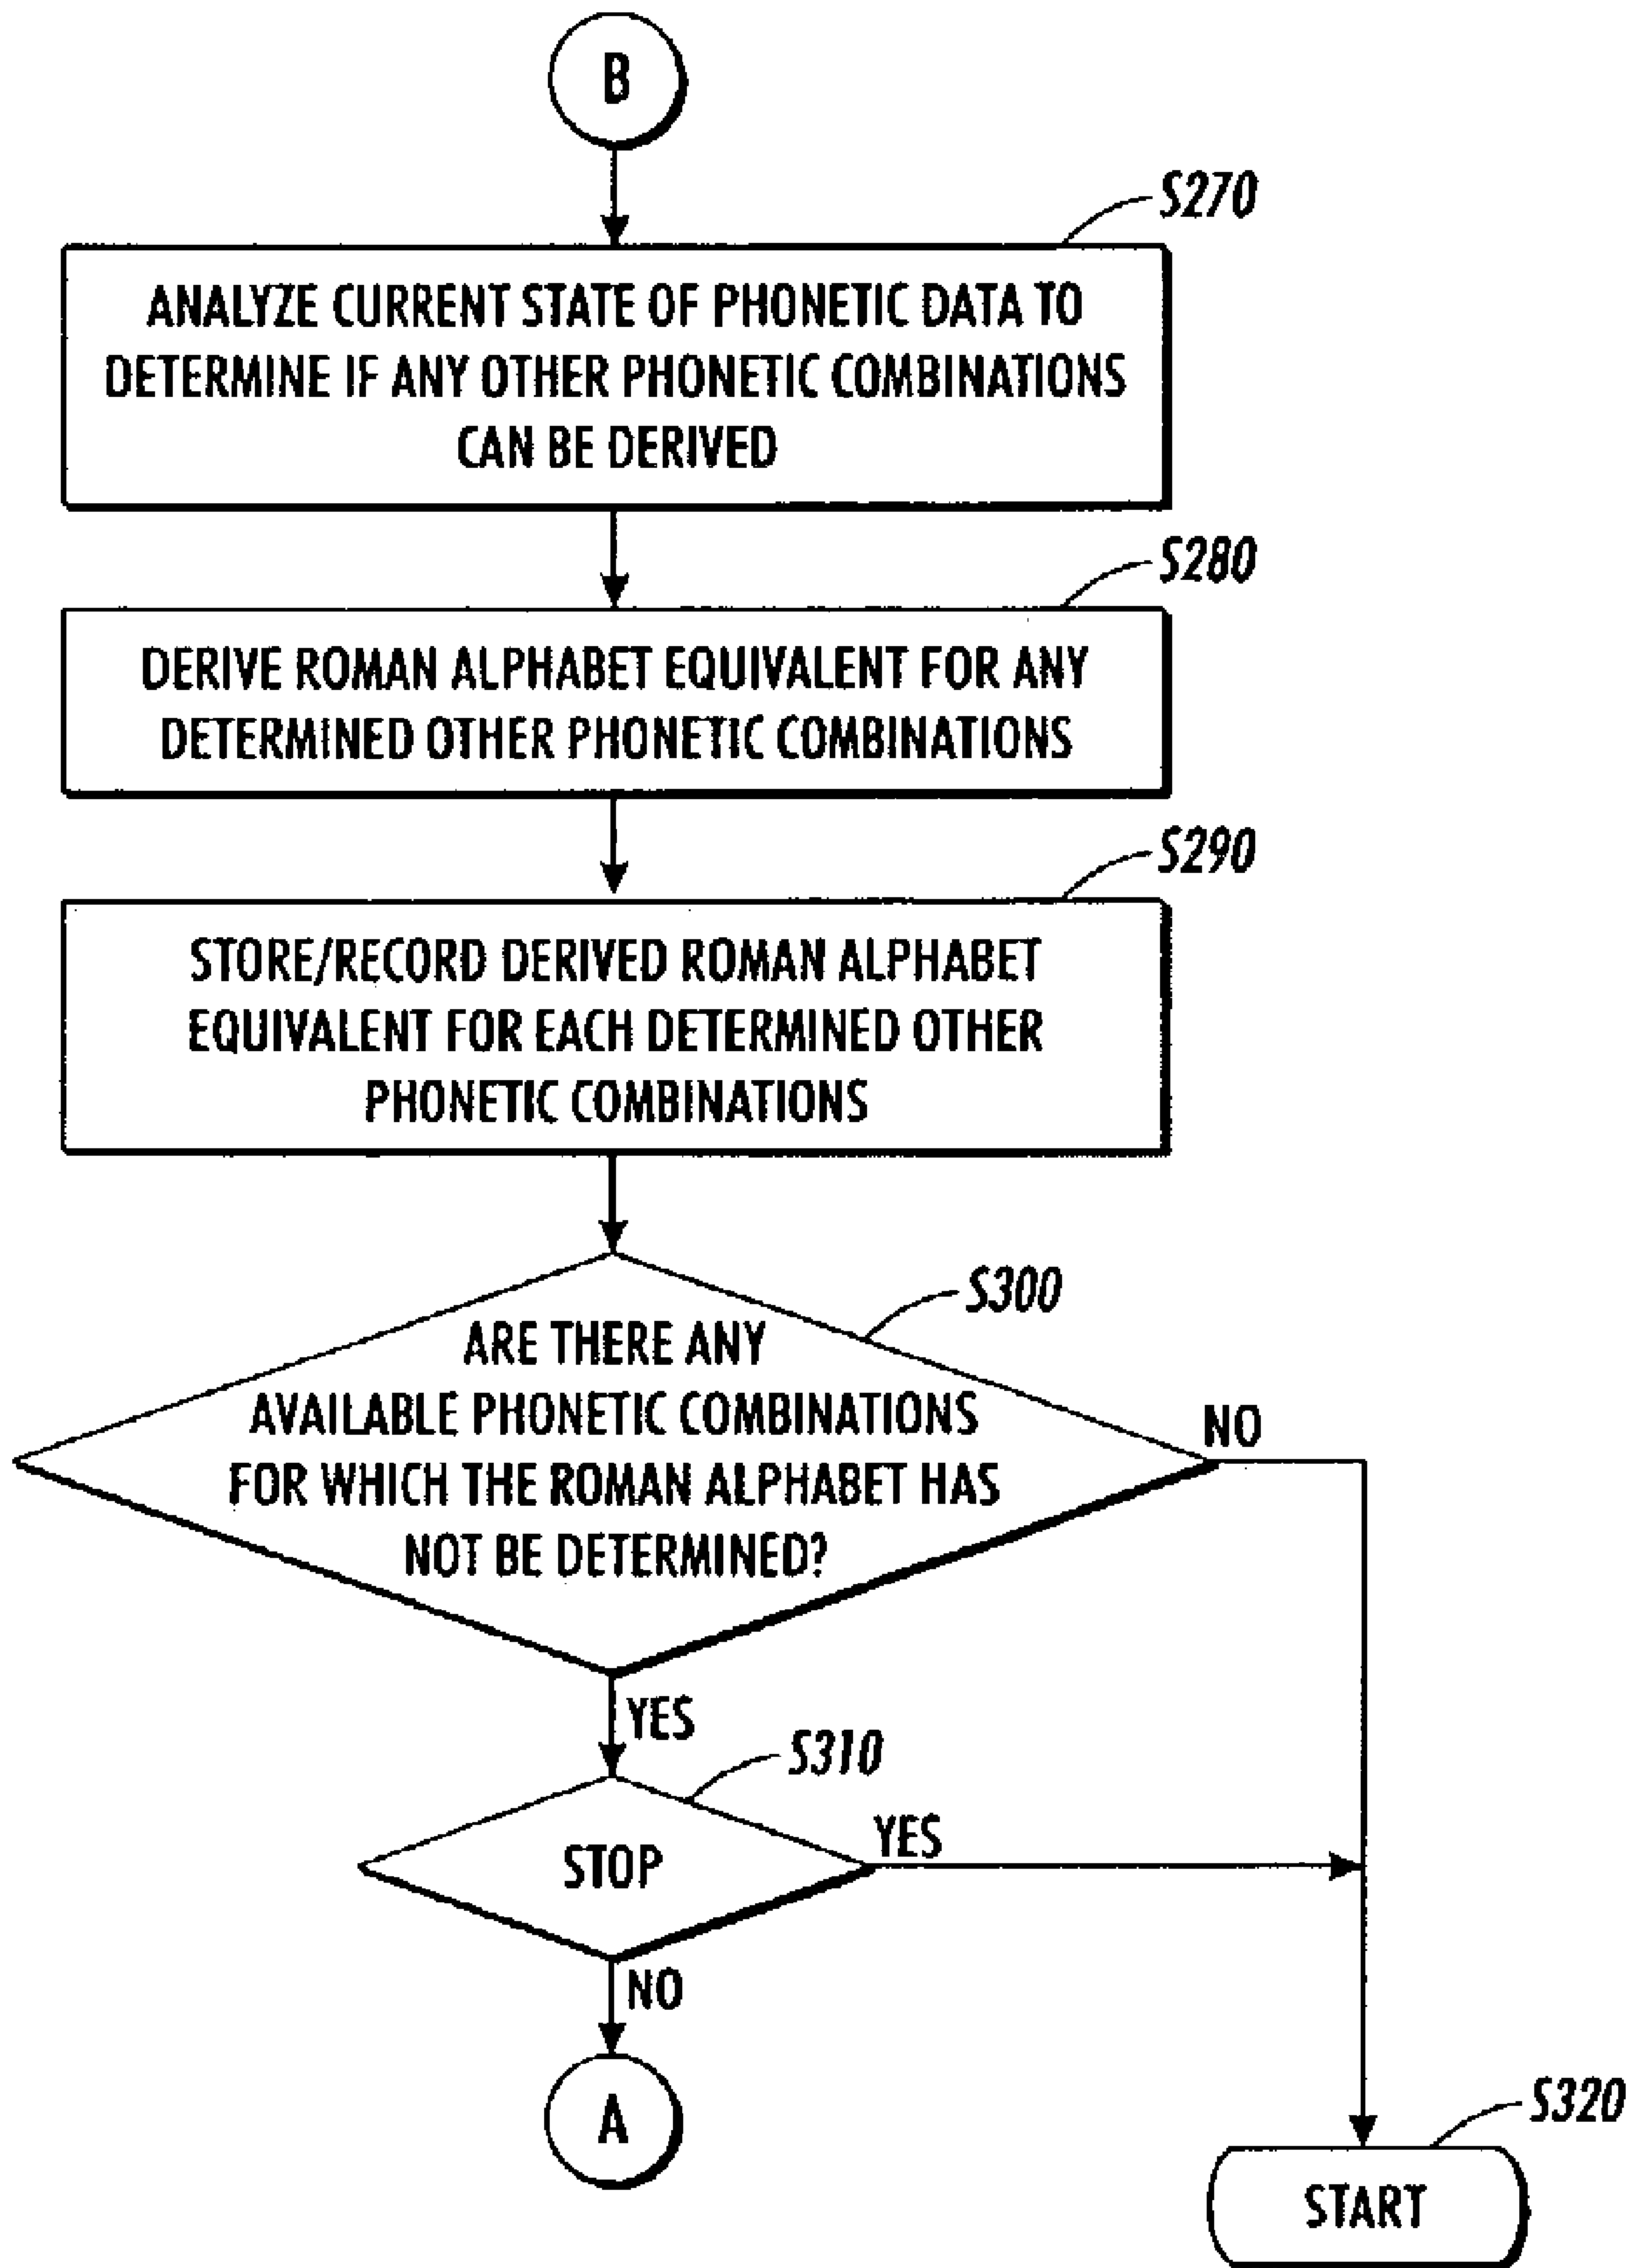 B
S270
ANALYZE CURRENT STATE OF PHONETIC DATA TO
DETERMINE IF ANY OTHER PHONETIC COMBINATIONS
CAN BE DERIVED
S280
DERIVE ROMAN ALPHABET EQUIVALENT FOR ANY
DETERMINED OTHER PHONETIC COMBINATIONS
S290
STORE/RECORD DERIVED ROMAN ALPHABET
EQUIVALENT FOR EACH DETERMINED OTHER
PHONETIC COMBINATIONS
S300
ARE THERE ANY
AVAILABLE PHONETIC COMBINATIONS
FOR WHICH THE ROMAN ALPHABET HAS
NOT BE DETERMINED?
NO
YES
S310
STOP
YES
NO
A
S320
START